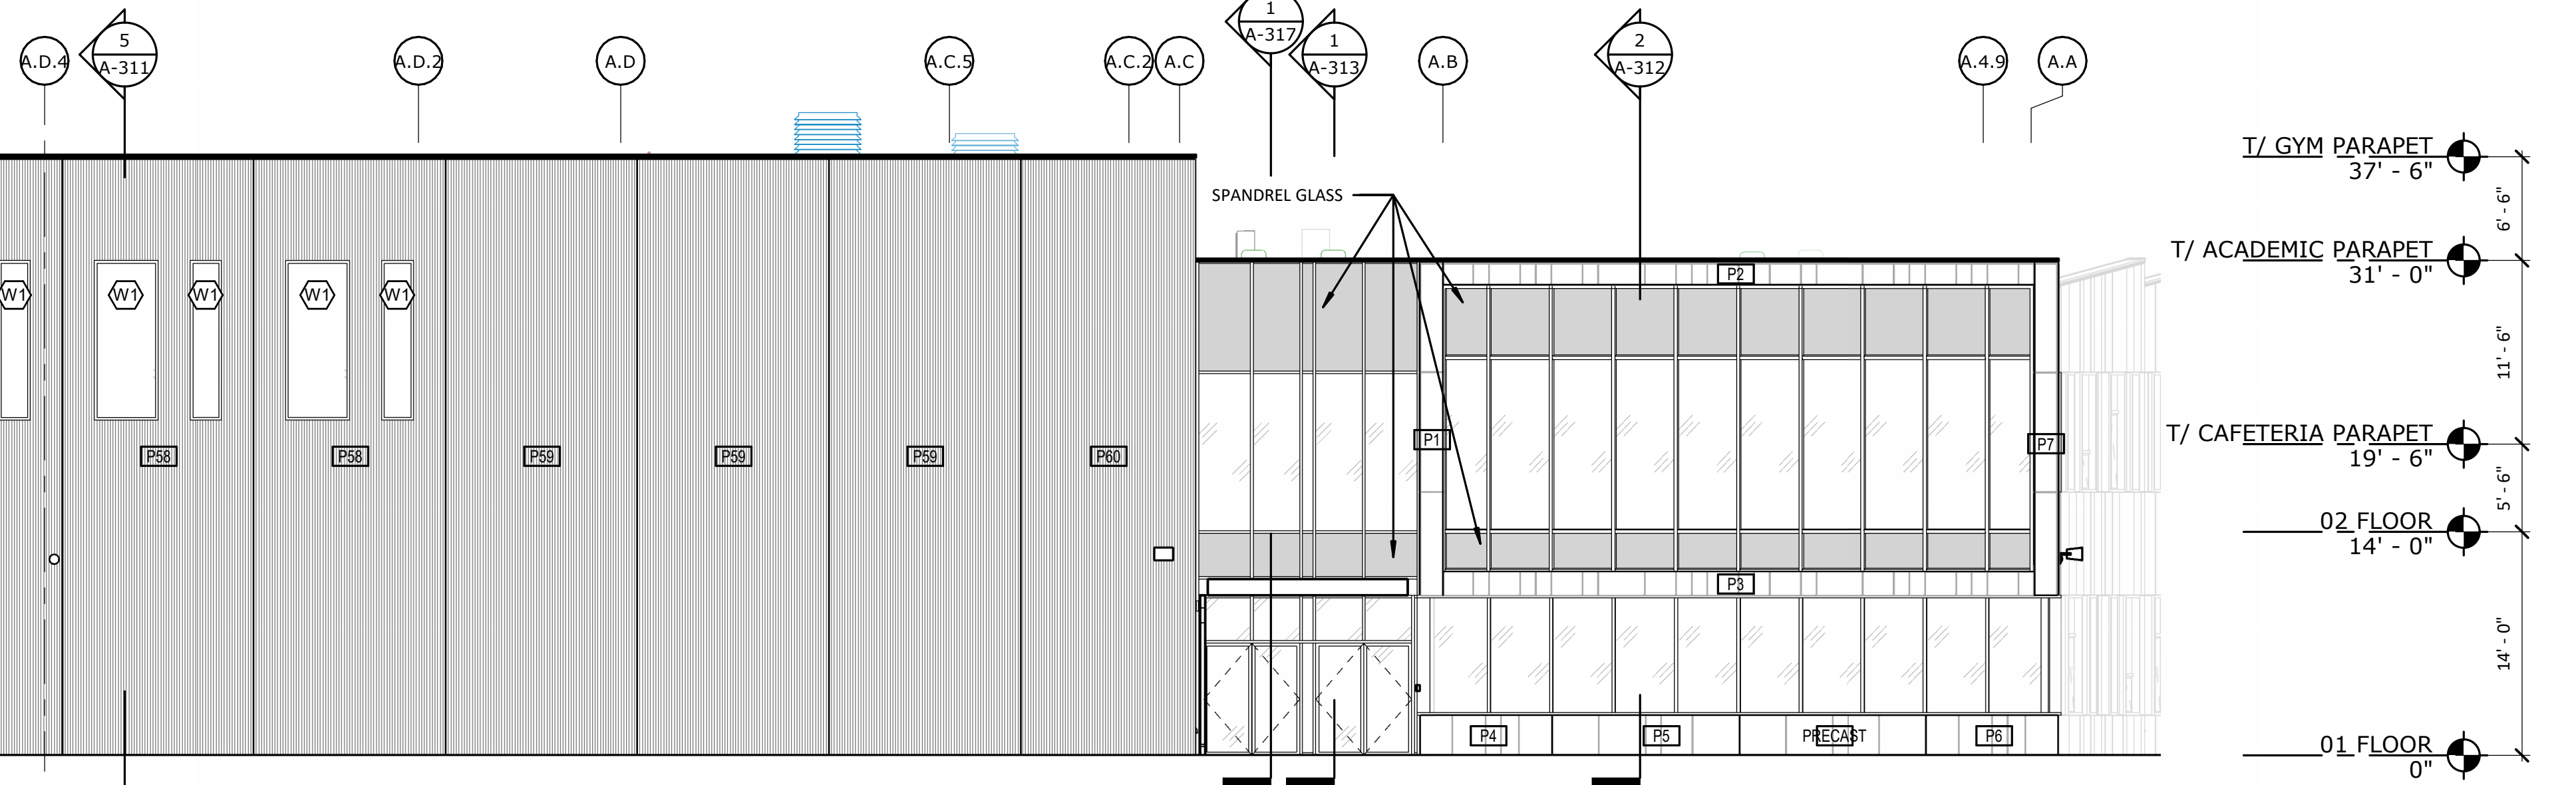 A.D.4
5
A-311
A.D.2
A.D
A.C.5
A.C.2
A.C
1
A-317
1
A-313
A.B
2
A-312
A.4.9
A.A
T/ GYM PARAPET
37' - 6"
6' - 6"
SPANDREL GLASS
T/ ACADEMIC PARAPET
31' - 0"
P2
W1
W1
W1
W1
W1
11' - 6"
T/ CAFETERIA PARAPET
19' - 6"
P58
P58
P59
P59
P59
P60
P1
P7
5' - 6"
02 FLOOR
14' - 0"
P3
14' - 0"
P4
P5
PRECAST
P6
01 FLOOR
0"